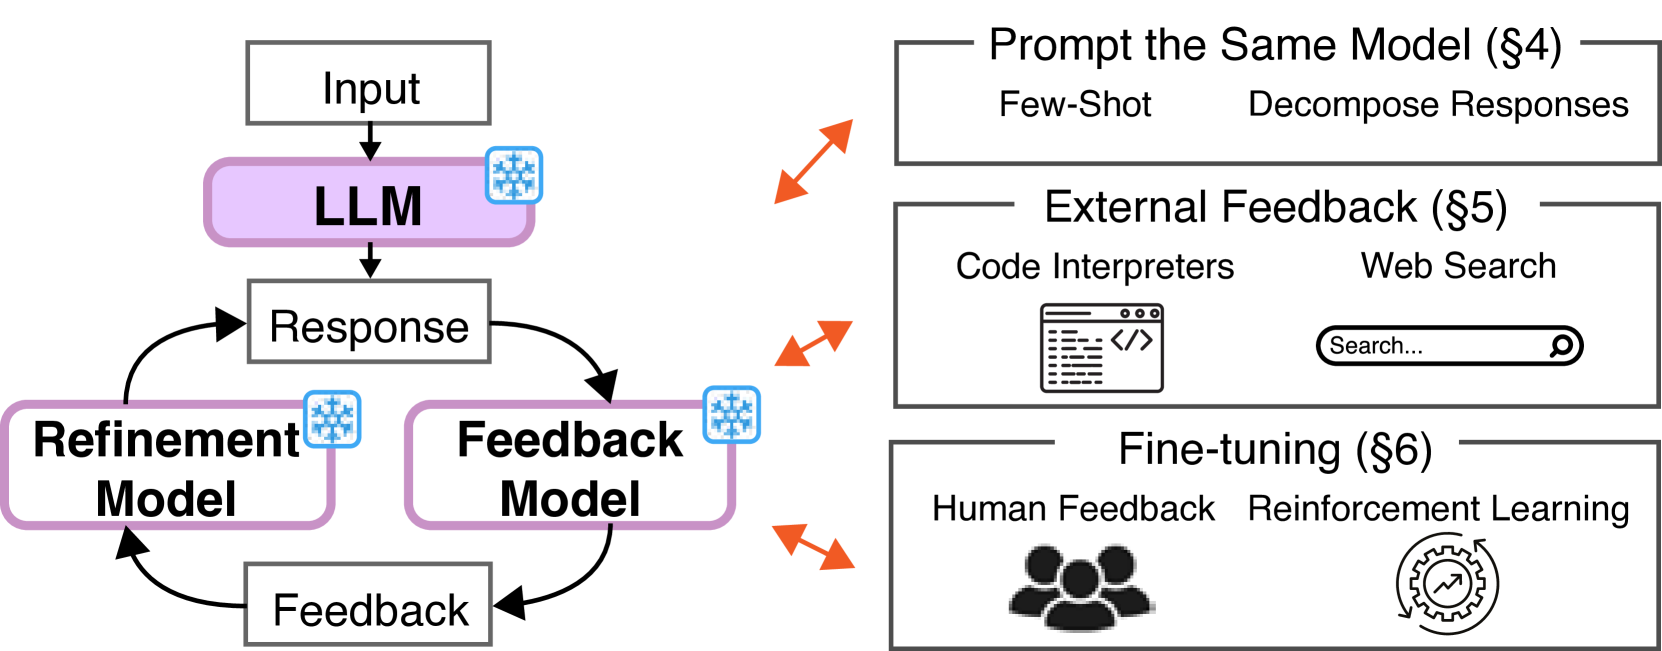 Input
LLM
Response
Refinement
Model
Feedback
Model
Feedback
Prompt the Same Model (§4)
Few-Shot
Decompose Responses
External Feedback (§5)
Code Interpreters
Web Search
</>
Search...
Fine-tuning (§6)
Human Feedback
Reinforcement Learning